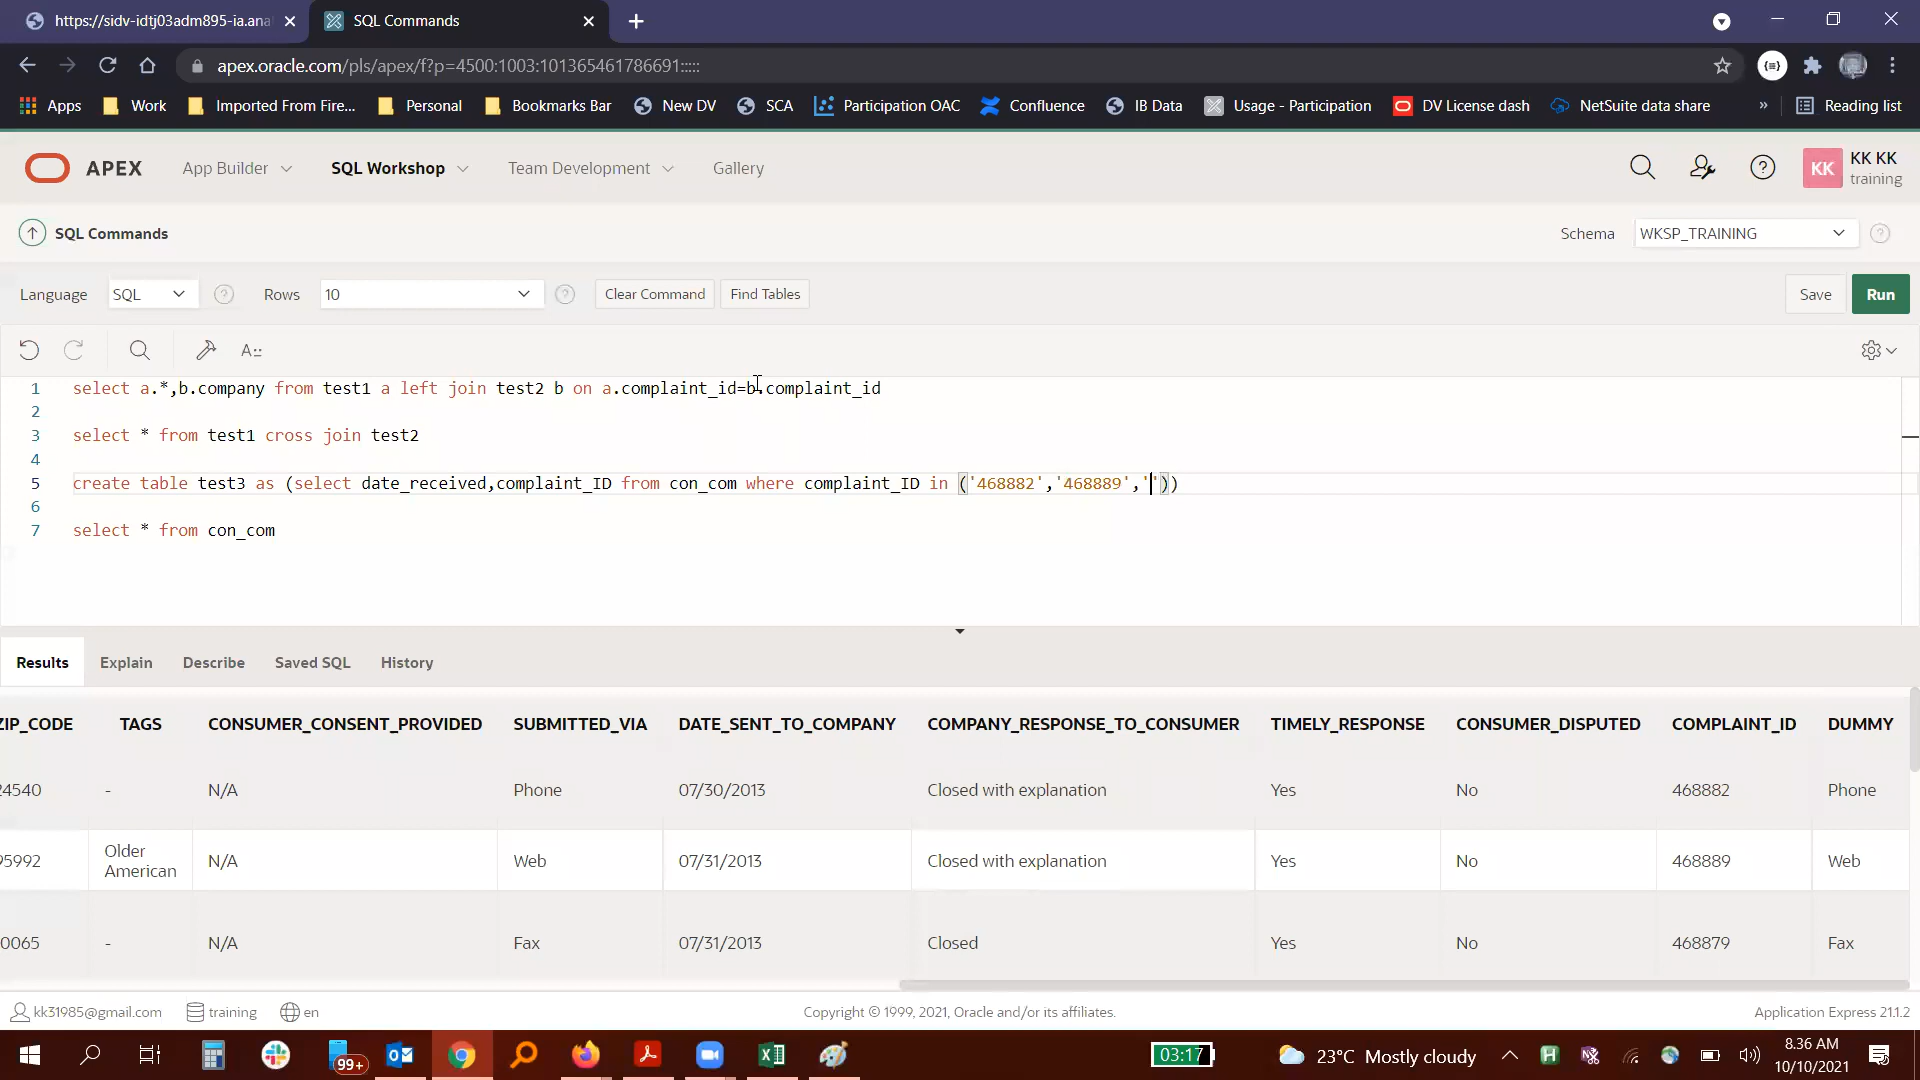 https://sidv-idtj03adm895-ia.ana
SQL Commands
apex.oracle.com/pls/apex/f?p=4500:1003:101365461786691:::::
Apps
Work
Imported From Fire...
Personal
Bookmarks Bar
New DV
SCA
Participation OAC
Confluence
IB Data
Usage - Participation
DV License dash
NetSuite data share
»
Reading list
APEX
App Builder
SQL Workshop
Team Development
Gallery
KK
KK KK
training
SQL Commands
Schema
WKSP_TRAINING
Language
SQL
Rows
10
Clear Command
Find Tables
Save
Run
1 select a.*,b.company from test1 a left join test2 b on a.complaint_id=b.complaint_id
2
3 select * from test1 cross join test2
4
5 create table test3 as (select date_received,complaint_ID from con_com where complaint_ID in ('468882','468889',''))
6
7 select * from con_com
Results
Explain
Describe
Saved SQL
History
ZIP_CODE TAGS CONSUMER_CONSENT_PROVIDED SUBMITTED_VIA DATE_SENT_TO_COMPANY COMPANY_RESPONSE_TO_CONSUMER TIMELY_RESPONSE CONSUMER_DISPUTED COMPLAINT_ID DUMMY
24540 - N/A Phone 07/30/2013 Closed with explanation Yes No 468882 Phone
95992 Older American N/A Web 07/31/2013 Closed with explanation Yes No 468889 Web
0065 - N/A Fax 07/31/2013 Closed Yes No 468879 Fax
kk31985@gmail.com
training
en
Copyright © 1999, 2021, Oracle and/or its affiliates.
Application Express 21.1.2
99+
03:17
23°C Mostly cloudy
8.36 AM
10/10/2021